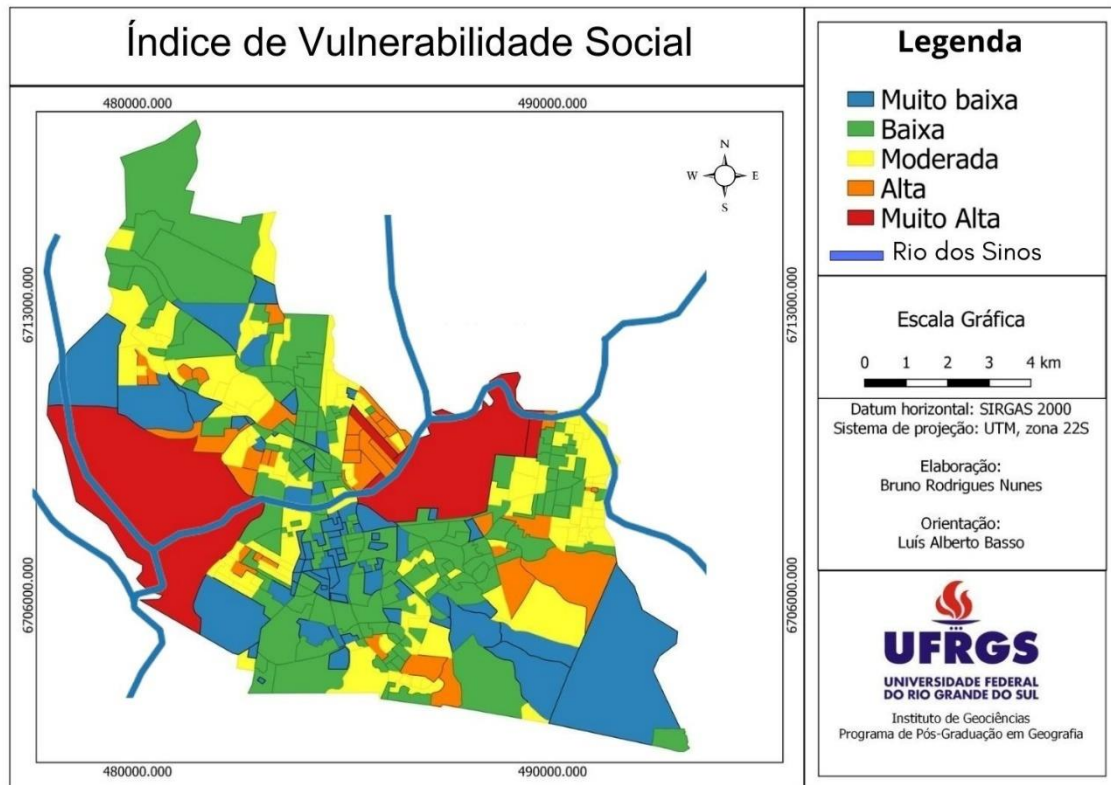 Índice de Vulnerabilidade Social
480000.000
490000.000
N
W
E
S
6713000.000
6713000.000
6706000.000
6706000.000
480000.000
490000.000
Legenda
Muito baixa
Baixa
Moderada
Alta
Muito Alta
Rio dos Sinos
Escala Gráfica
0 1 2 3 4 km
Datum horizontal: SIRGAS 2000
Sistema de projeção: UTM, zona 22S
Elaboração:
Bruno Rodrigues Nunes
Orientação:
Luís Alberto Basso
UFRGS
UNIVERSIDADE FEDERAL
DO RIO GRANDE DO SUL
Instituto de Geociências
Programa de Pós-Graduação em Geografia